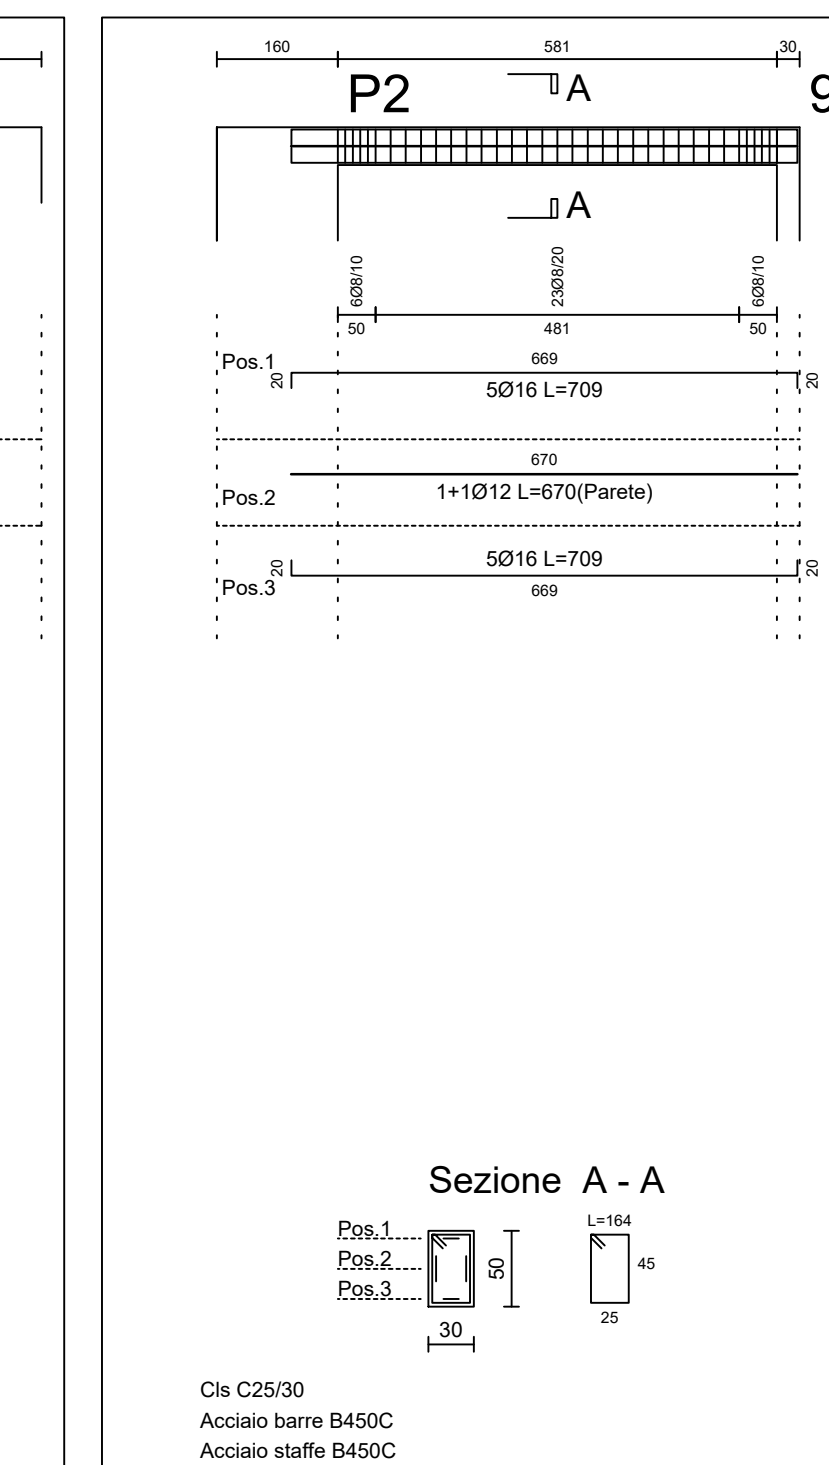 160 581 30
P2 A 9
A
6Ø8/10 23Ø8/20 6Ø8/10
50 481 50
Pos.1 669
20 20
5Ø16 L=709
670
Pos.2 1+1Ø12 L=670(Parete)
20 5Ø16 L=709 20
Pos.3 669
Sezione A - A
L=164
Pos.1
Pos.2 50 45
Pos.3
30 25
Cls C25/30
Acciaio barre B450C
Acciaio staffe B450C